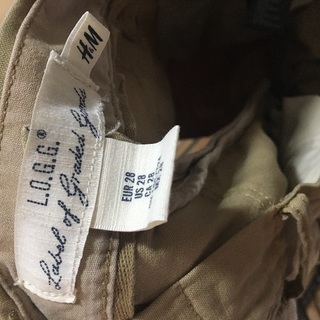 H&M
L.O.G.G.®
Label of Graded Goods
EUR 28
US 28
CA 28